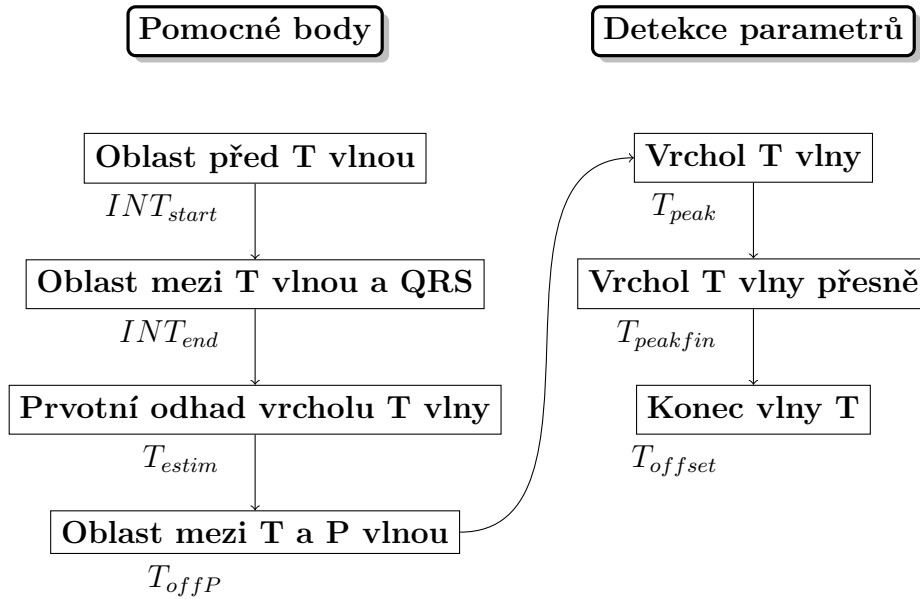 Pomocné body
Oblast před T vlnou
INT_start
Oblast mezi T vlnou a QRS
INT_end
Prvotní odhad vrcholu T vlny
T_estim
Oblast mezi T a P vlnou
T_offP
Detekce parametrů
Vrchol T vlny
T_peak
Vrchol T vlny přesně
T_peakfin
Konec vlny T
T_offset